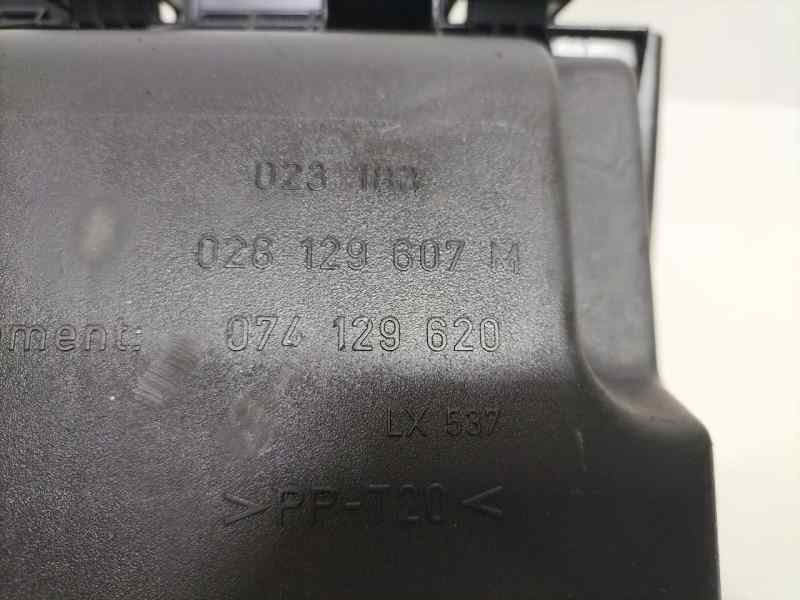 023 183
028 129 607 M
ment: 074 129 620
LX 537
>PP-T20<